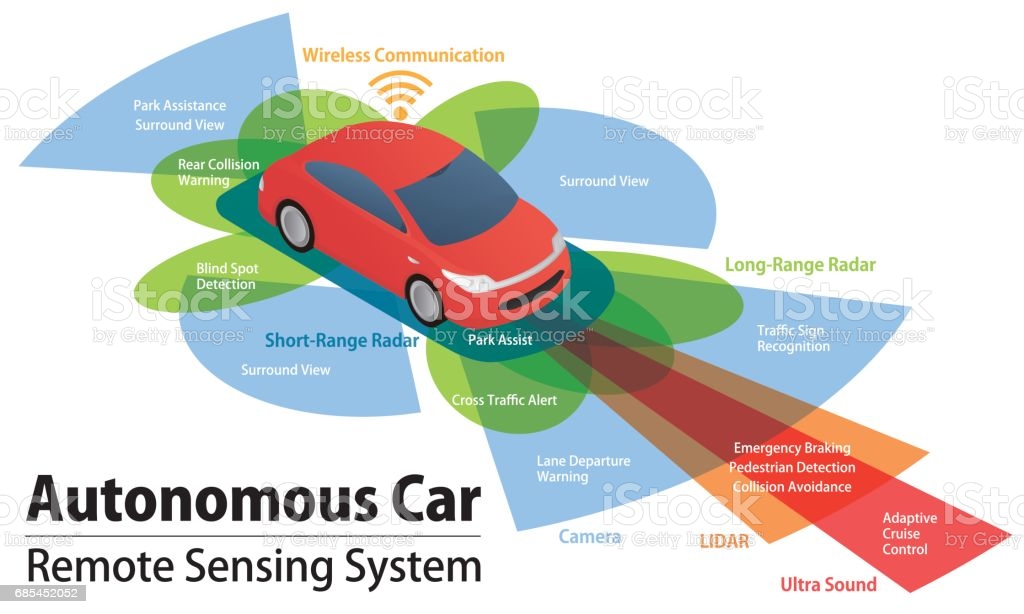 Wireless Communication
Park Assistance
Surround View
Rear Collision
Warning
Surround View
Blind Spot
Detection
Long-Range Radar
Short-Range Radar
Park Assist
Traffic Sign
Recognition
Surround View
Cross Traffic Alert
Emergency Braking
Pedestrian Detection
Collision Avoidance
Lane Departure
Warning
Adaptive
Cruise
Control
Camera
LIDAR
Ultra Sound
Autonomous Car
Remote Sensing System
iStock
by Getty Images™
685452052